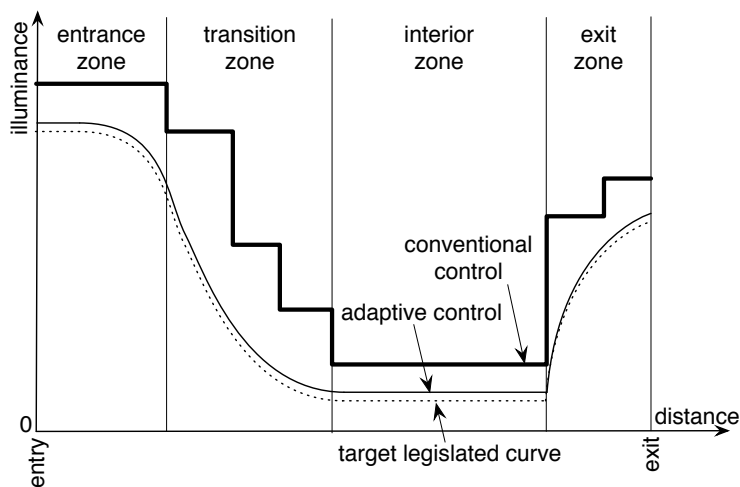 entrance
zone
transition
zone
interior
zone
exit
zone
illuminance
conventional
control
adaptive control
0
distance
target legislated curve
entry
exit